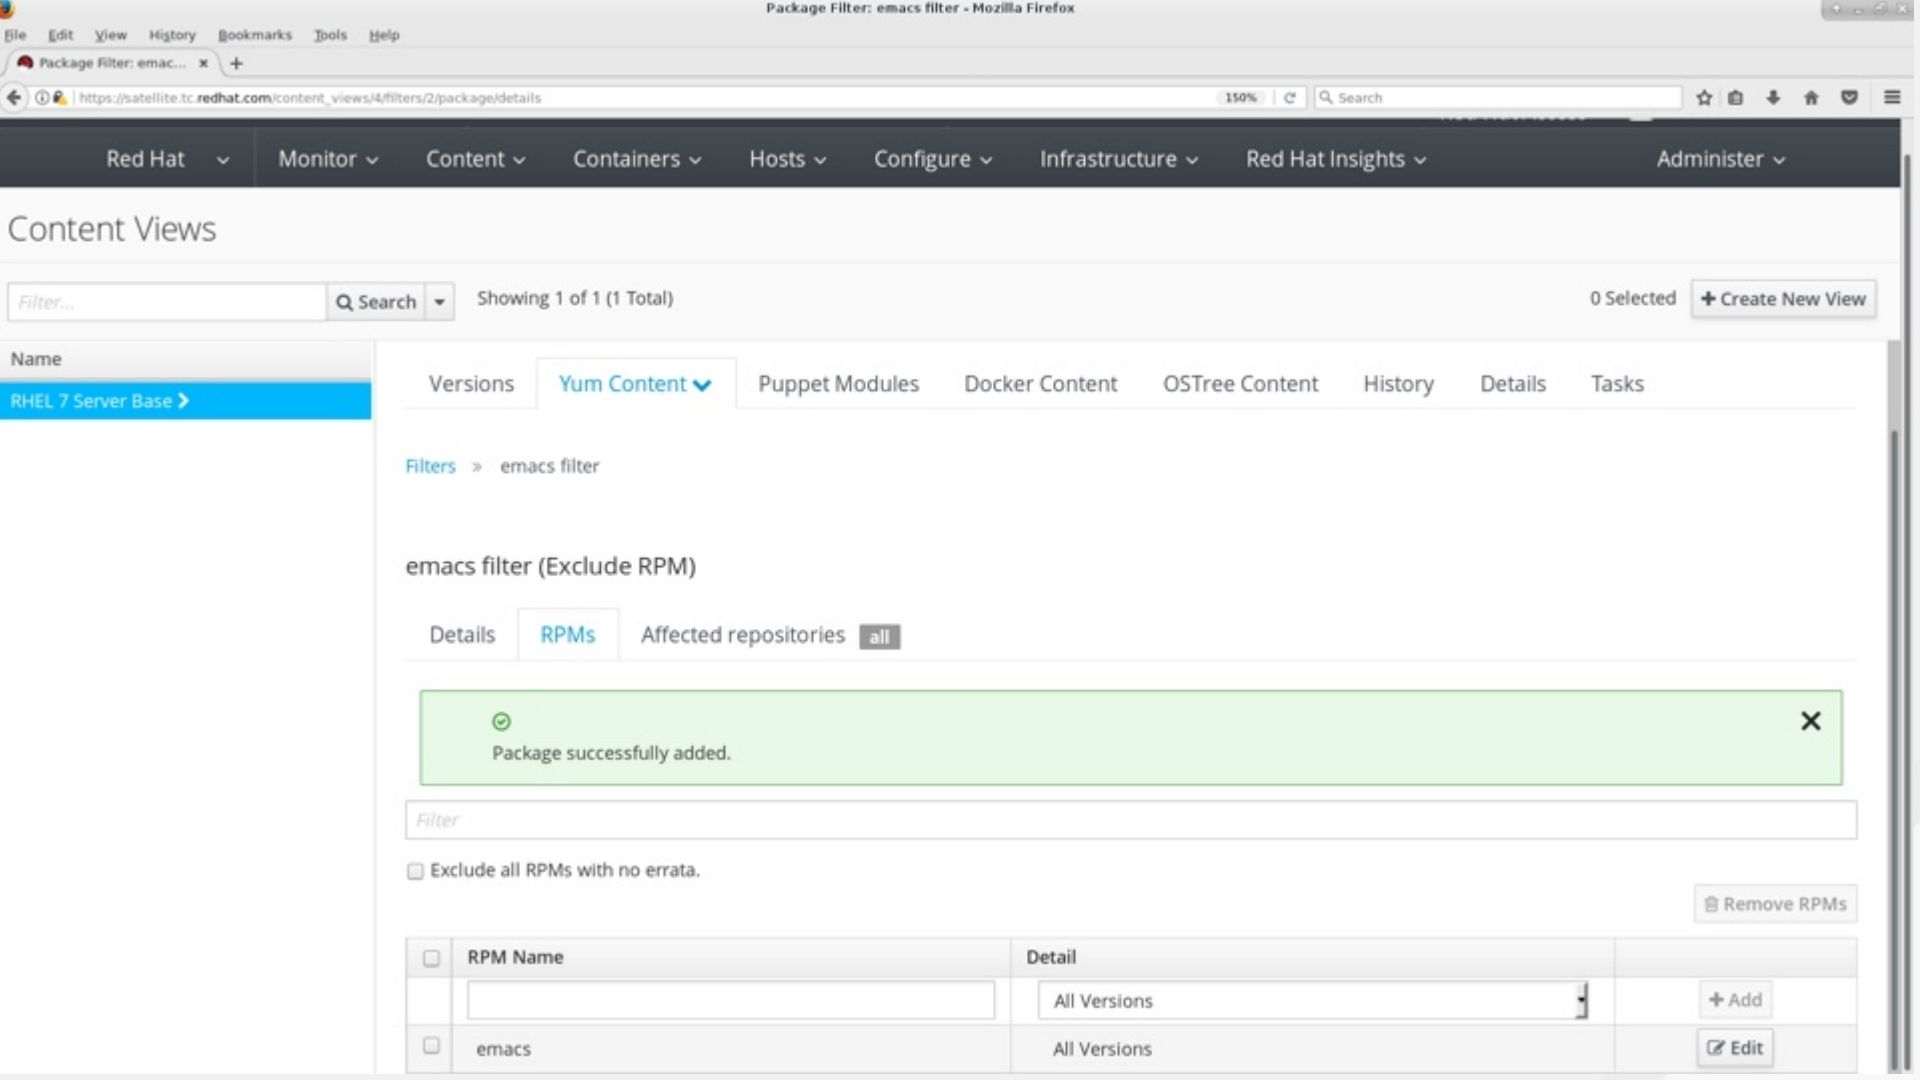 Package Filter: emacs filter - Mozilla Firefox
File Edit View History Bookmarks Tools Help
Package Filter: emac... × +
https://satellite.tc.redhat.com/content_views/4/filters/2/package/details 150% Search
Red Hat Monitor Content Containers Hosts Configure Infrastructure Red Hat Insights Administer
Content Views
Filter... Search Showing 1 of 1 (1 Total) 0 Selected + Create New View
Name
Versions Yum Content Puppet Modules Docker Content OSTree Content History Details Tasks
RHEL 7 Server Base
Filters » emacs filter
emacs filter (Exclude RPM)
Details RPMs Affected repositories all
Package successfully added.
Filter
Exclude all RPMs with no errata.
Remove RPMs
RPM Name Detail
All Versions + Add
emacs All Versions Edit